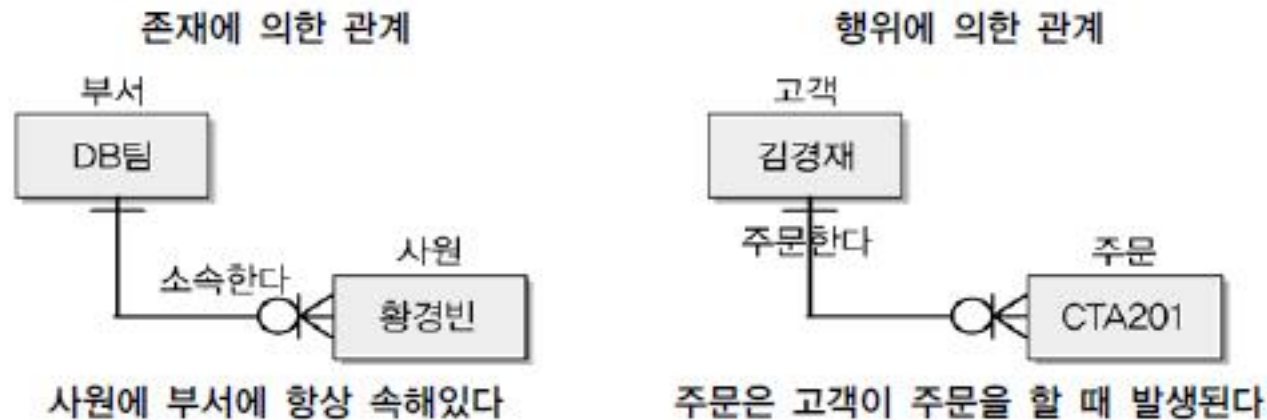 존재에 의한 관계
부서
DB팀
소속한다
사원
황경빈
사원에 부서에 항상 속해있다
행위에 의한 관계
고객
김경재
주문한다
주문
CTA201
주문은 고객이 주문을 할 때 발생된다